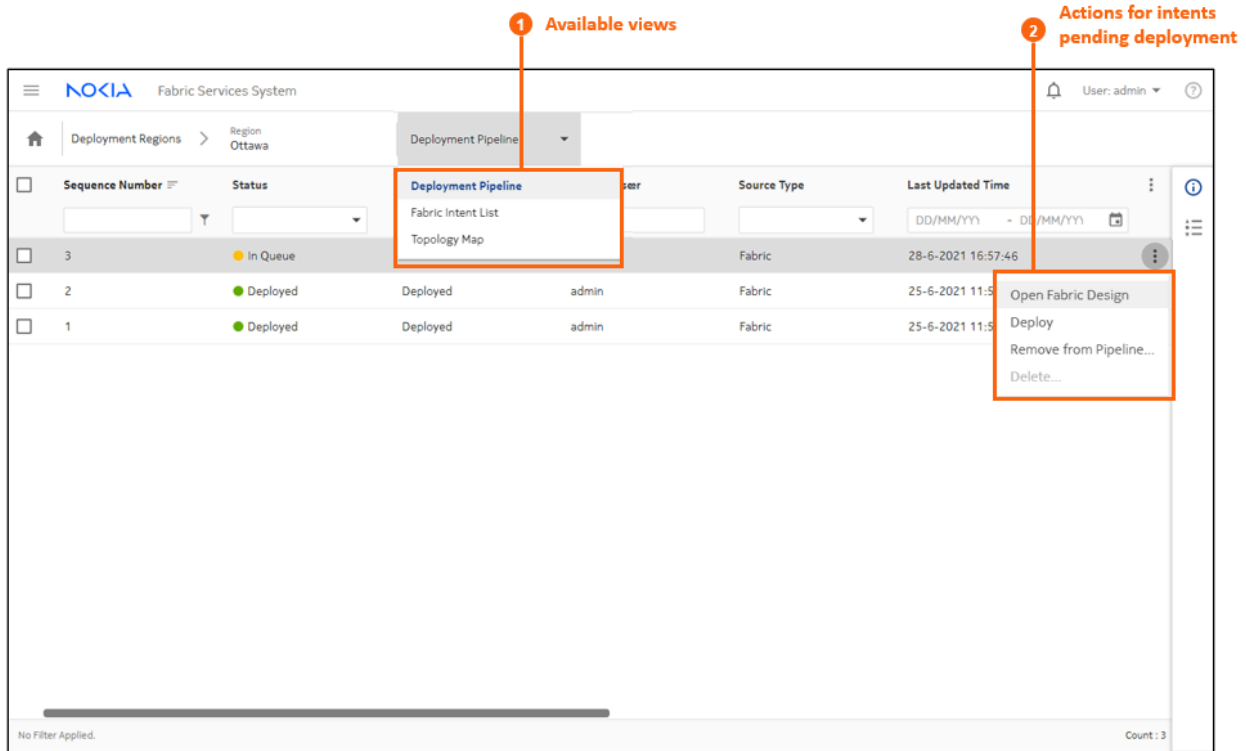 1 Available views
2 Actions for intents
pending deployment
NOKIA Fabric Services System
User: admin
?
Deployment Regions
Region
Ottawa
Deployment Pipeline
Sequence Number
Status
Source Type
Last Updated Time
Deployment Pipeline
Fabric Intent List
Topology Map
DD/MM/YY - DD/MM/YY
3 In Queue Fabric 28-6-2021 16:57:46
2 Deployed Deployed admin Fabric 25-6-2021
1 Deployed Deployed admin Fabric 25-6-2021
Open Fabric Design
Deploy
Remove from Pipeline...
Delete...
No Filter Applied.
Count : 3